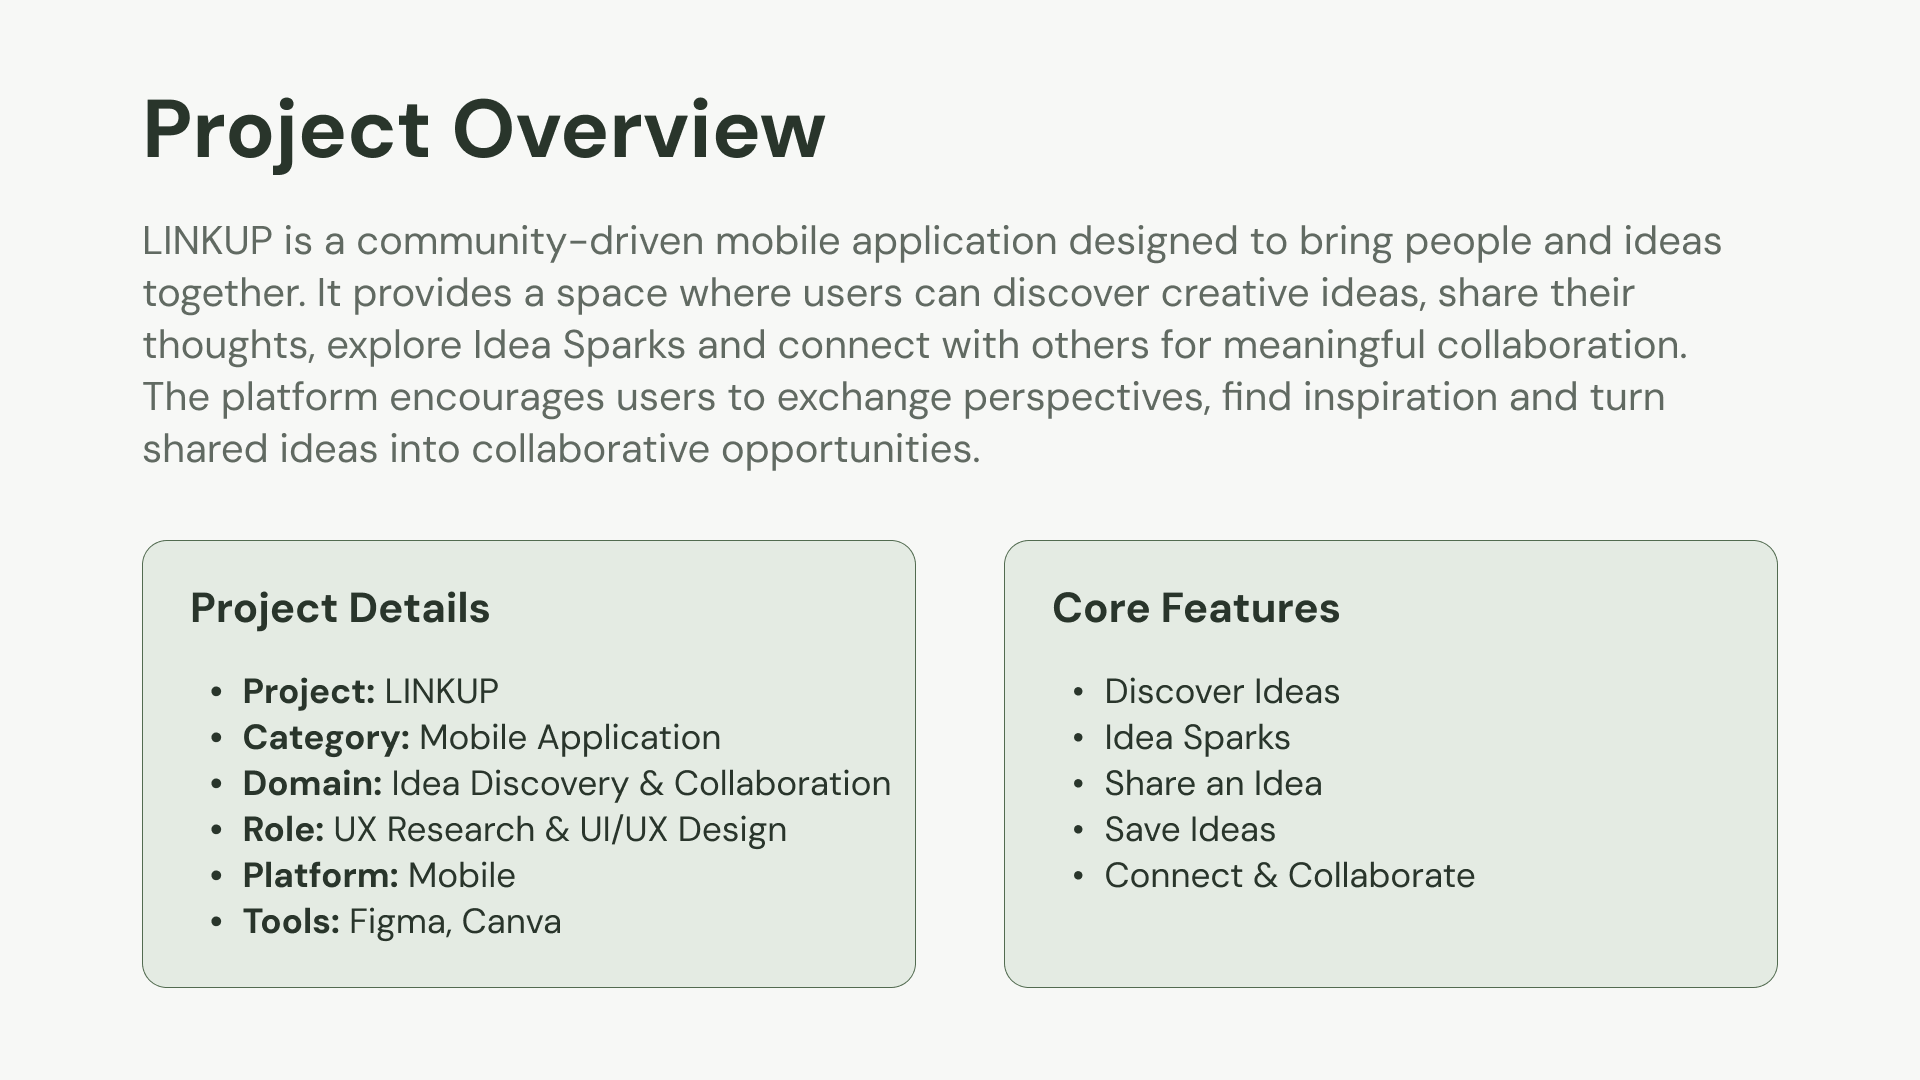 Project Overview
LINKUP is a community-driven mobile application designed to bring people and ideas
together. It provides a space where users can discover creative ideas, share their
thoughts, explore Idea Sparks and connect with others for meaningful collaboration.
The platform encourages users to exchange perspectives, find inspiration and turn
shared ideas into collaborative opportunities.
Project Details
• Project: LINKUP
• Category: Mobile Application
• Domain: Idea Discovery & Collaboration
• Role: UX Research & UI/UX Design
• Platform: Mobile
• Tools: Figma, Canva
Core Features
• Discover Ideas
• Idea Sparks
• Share an Idea
• Save Ideas
• Connect & Collaborate